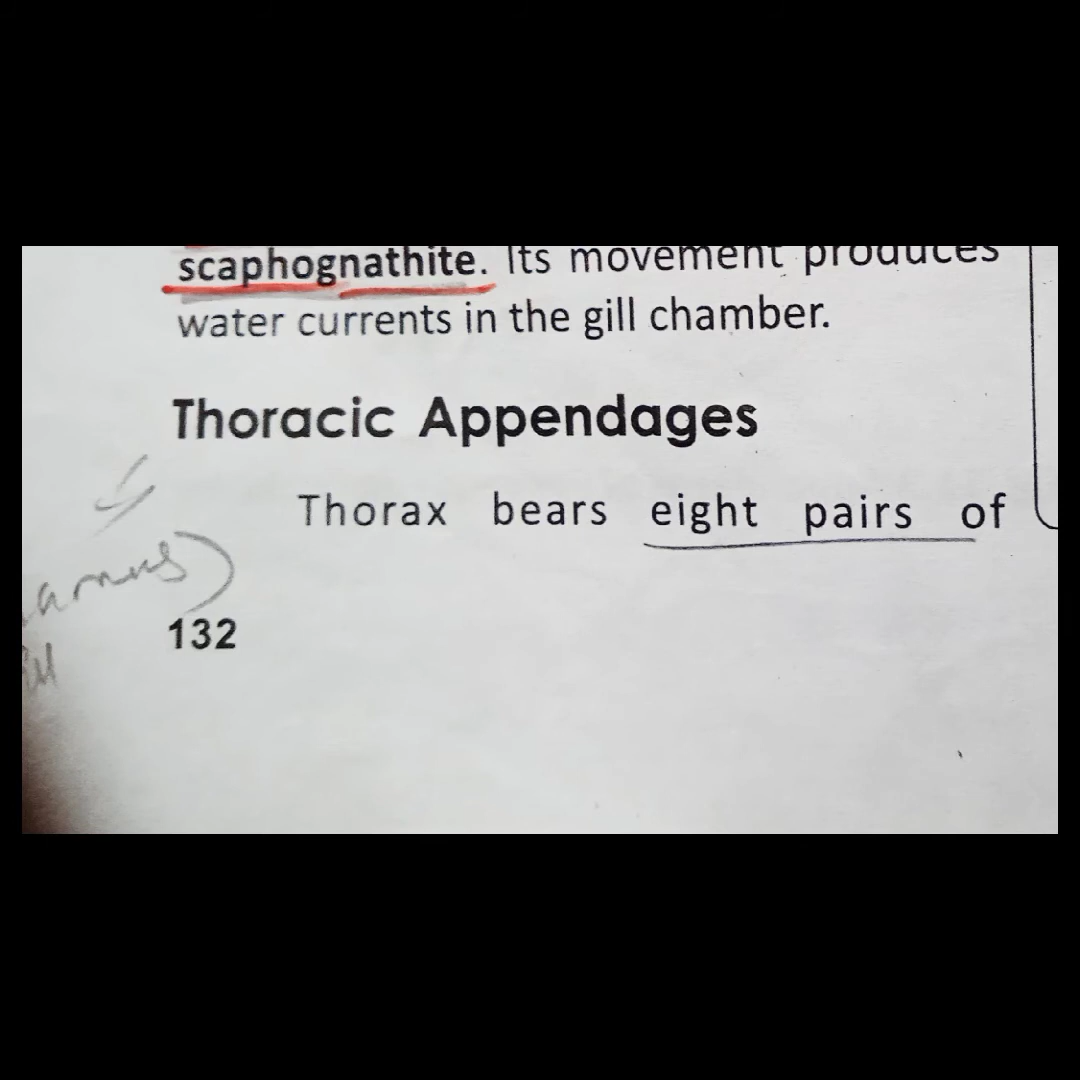 scaphognathite. Its movement produces
water currents in the gill chamber.
Thoracic Appendages
Thorax bears eight pairs of
132